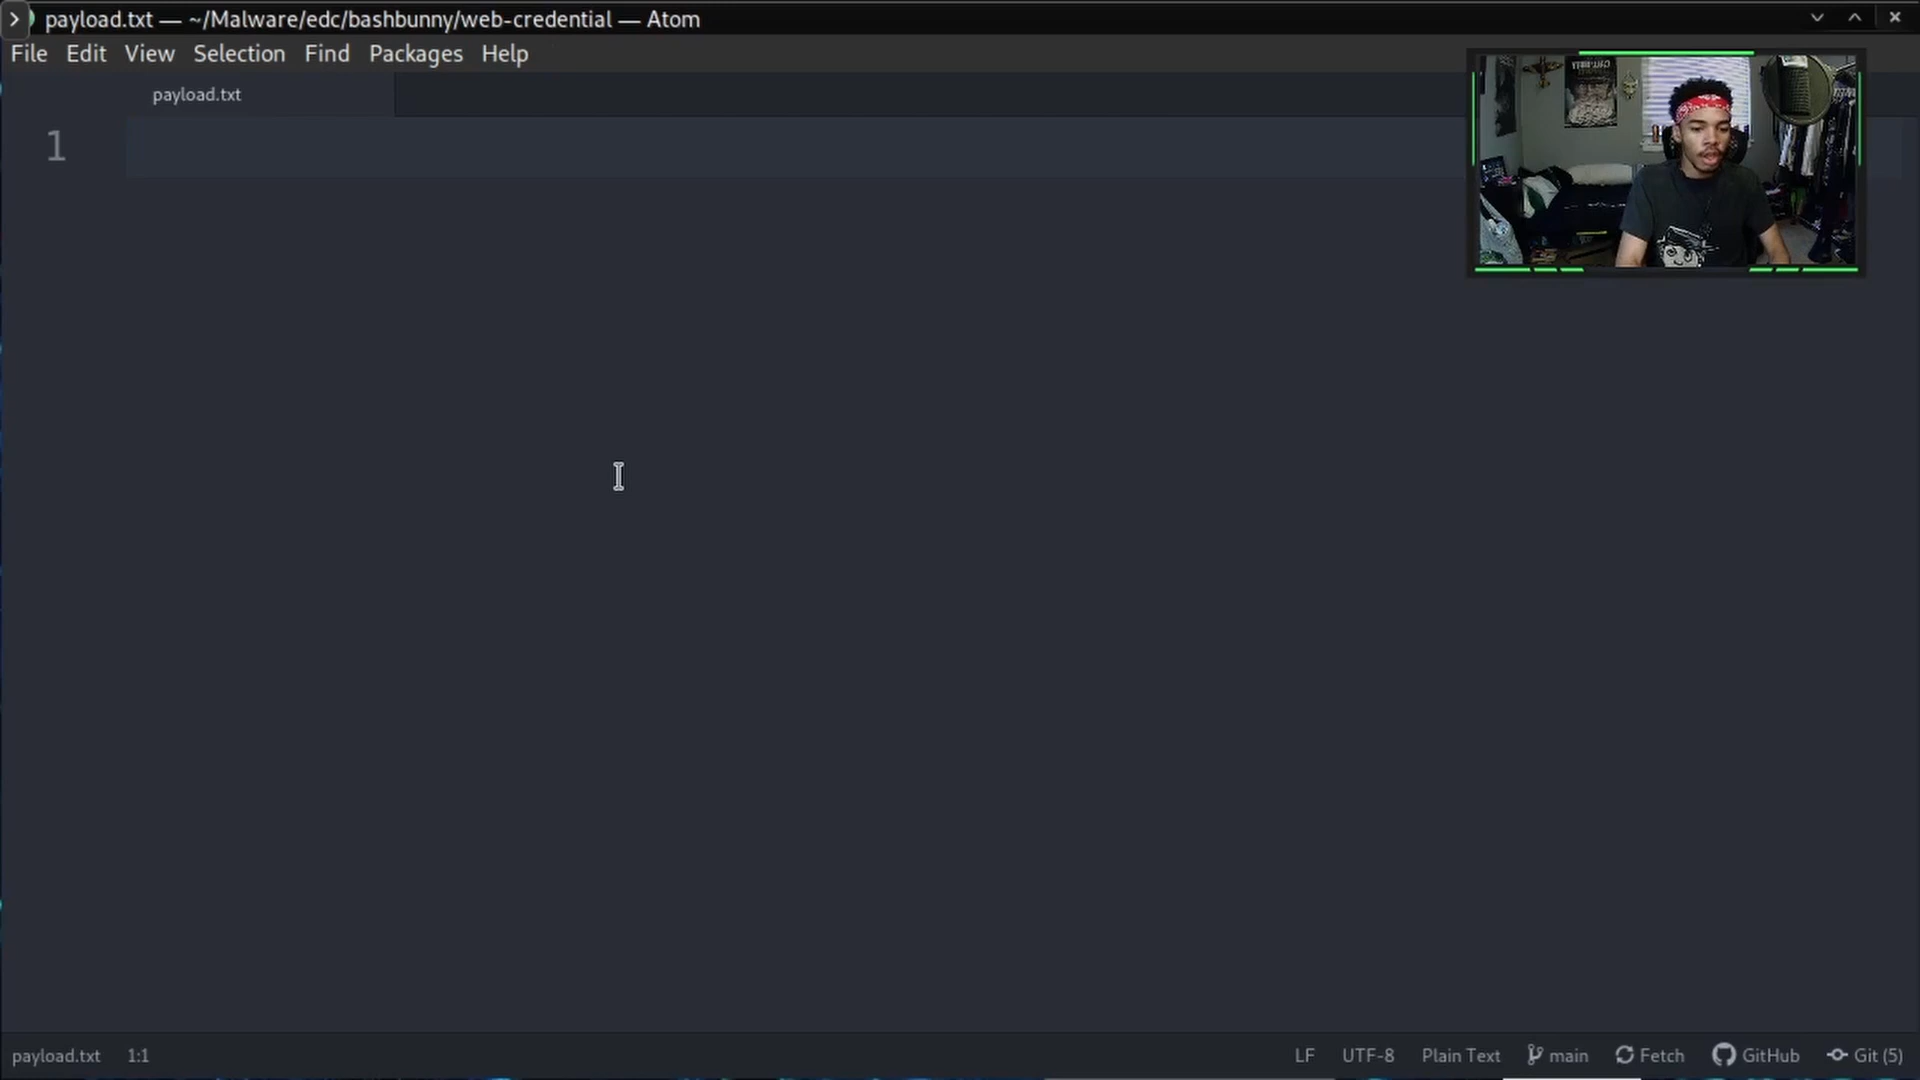 payload.txt — ~/Malware/edc/bashbunny/web-credential — Atom
File Edit View Selection Find Packages Help
payload.txt
1
payload.txt 1:1 LF UTF-8 Plain Text main Fetch GitHub Git (5)